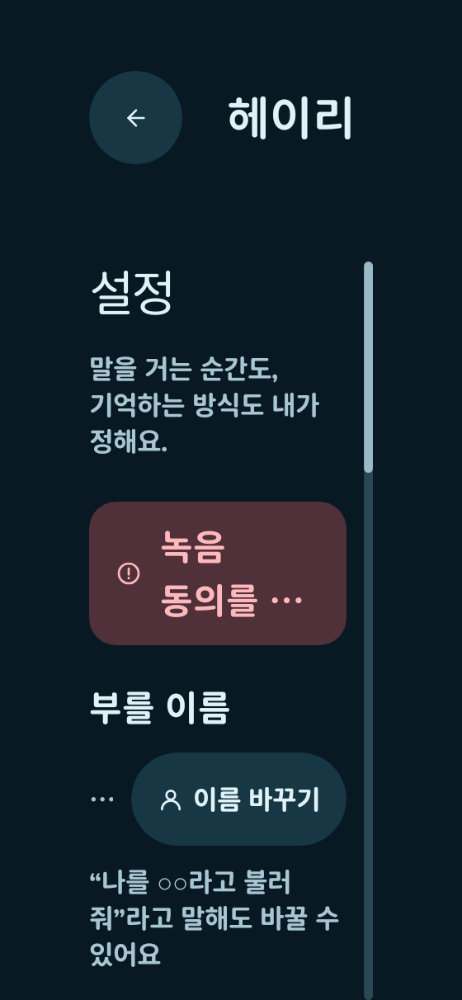 헤이리
설정
말을 거는 순간도,
기억하는 방식도 내가
정해요.
녹음
동의를 …
부를 이름
… 이름 바꾸기
“나를 ○○라고 불러
줘”라고 말해도 바꿀 수
있어요